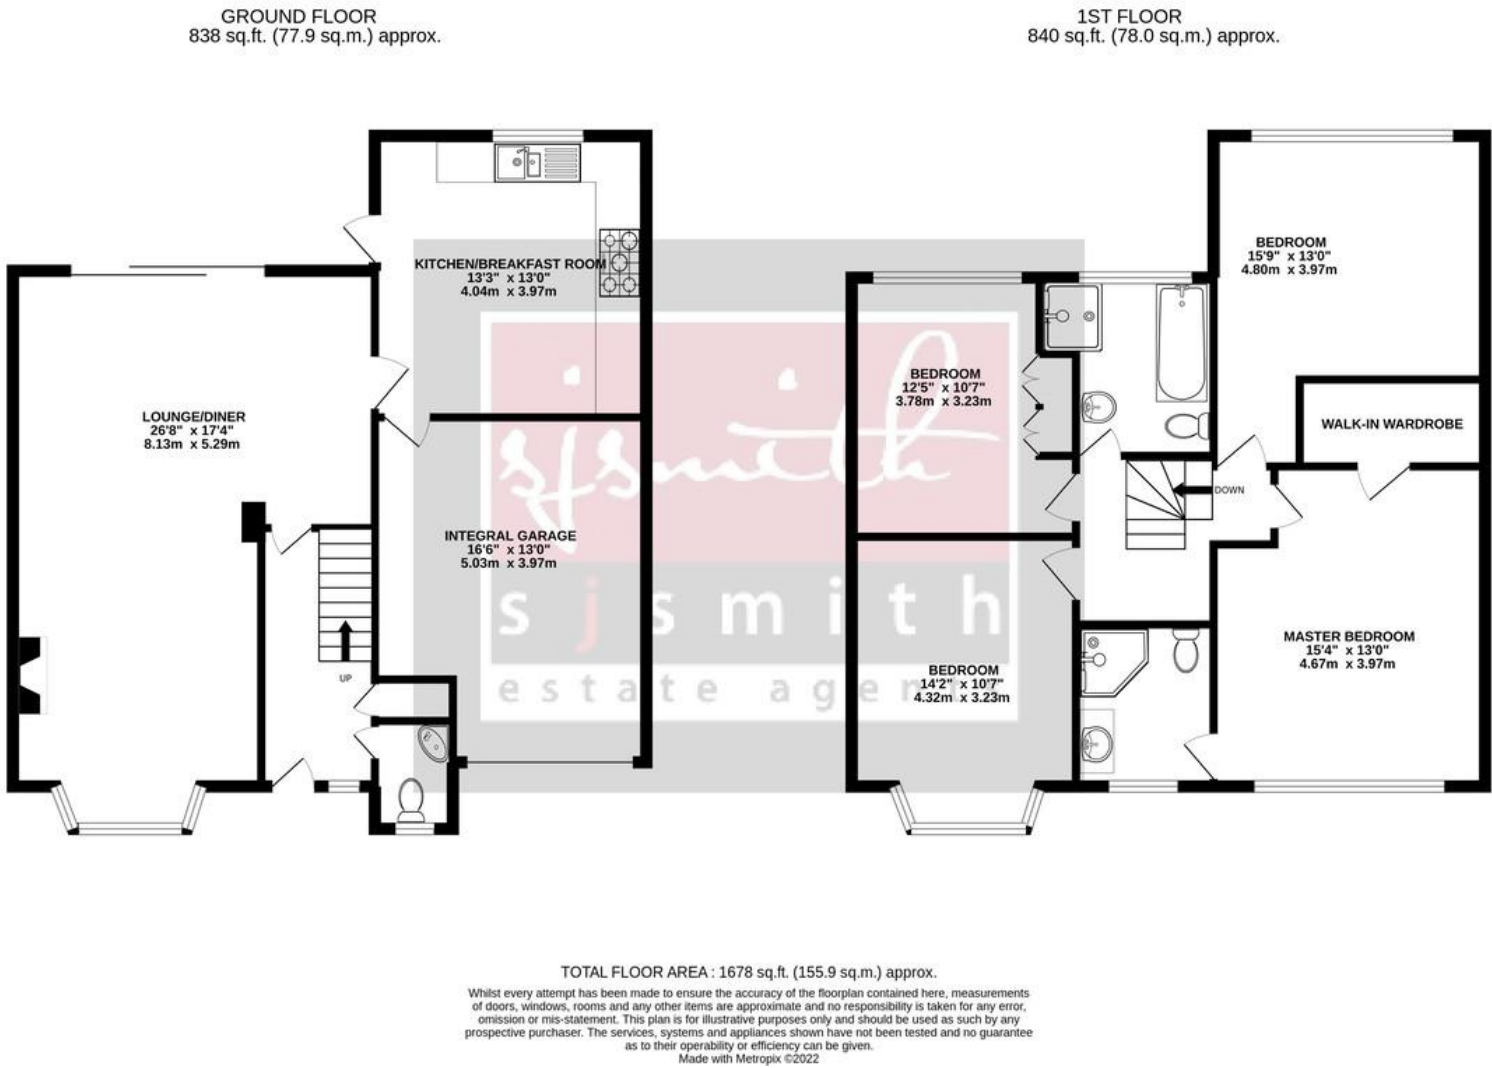 GROUND FLOOR
838 sq.ft. (77.9 sq.m.) approx.
1ST FLOOR
840 sq.ft. (78.0 sq.m.) approx.
KITCHEN/BREAKFAST ROOM
13'3" x 13'0"
4.04m x 3.97m
LOUNGE/DINER
26'8" x 17'4"
8.13m x 5.29m
INTEGRAL GARAGE
16'6" x 13'0"
5.03m x 3.97m
UP
BEDROOM
15'9" x 13'0"
4.80m x 3.97m
BEDROOM
12'5" x 10'7"
3.78m x 3.23m
WALK-IN WARDROBE
DOWN
MASTER BEDROOM
15'4" x 13'0"
4.67m x 3.97m
BEDROOM
14'2" x 10'7"
4.32m x 3.23m
sjsmith
sjsmith
estate agent
TOTAL FLOOR AREA : 1678 sq.ft. (155.9 sq.m.) approx.
Whilst every attempt has been made to ensure the accuracy of the floorplan contained here, measurements
of doors, windows, rooms and any other items are approximate and no responsibility is taken for any error,
omission or mis-statement. This plan is for illustrative purposes only and should be used as such by any
prospective purchaser. The services, systems and appliances shown have not been tested and no guarantee
as to their operability or efficiency can be given.
Made with Metropix ©2022